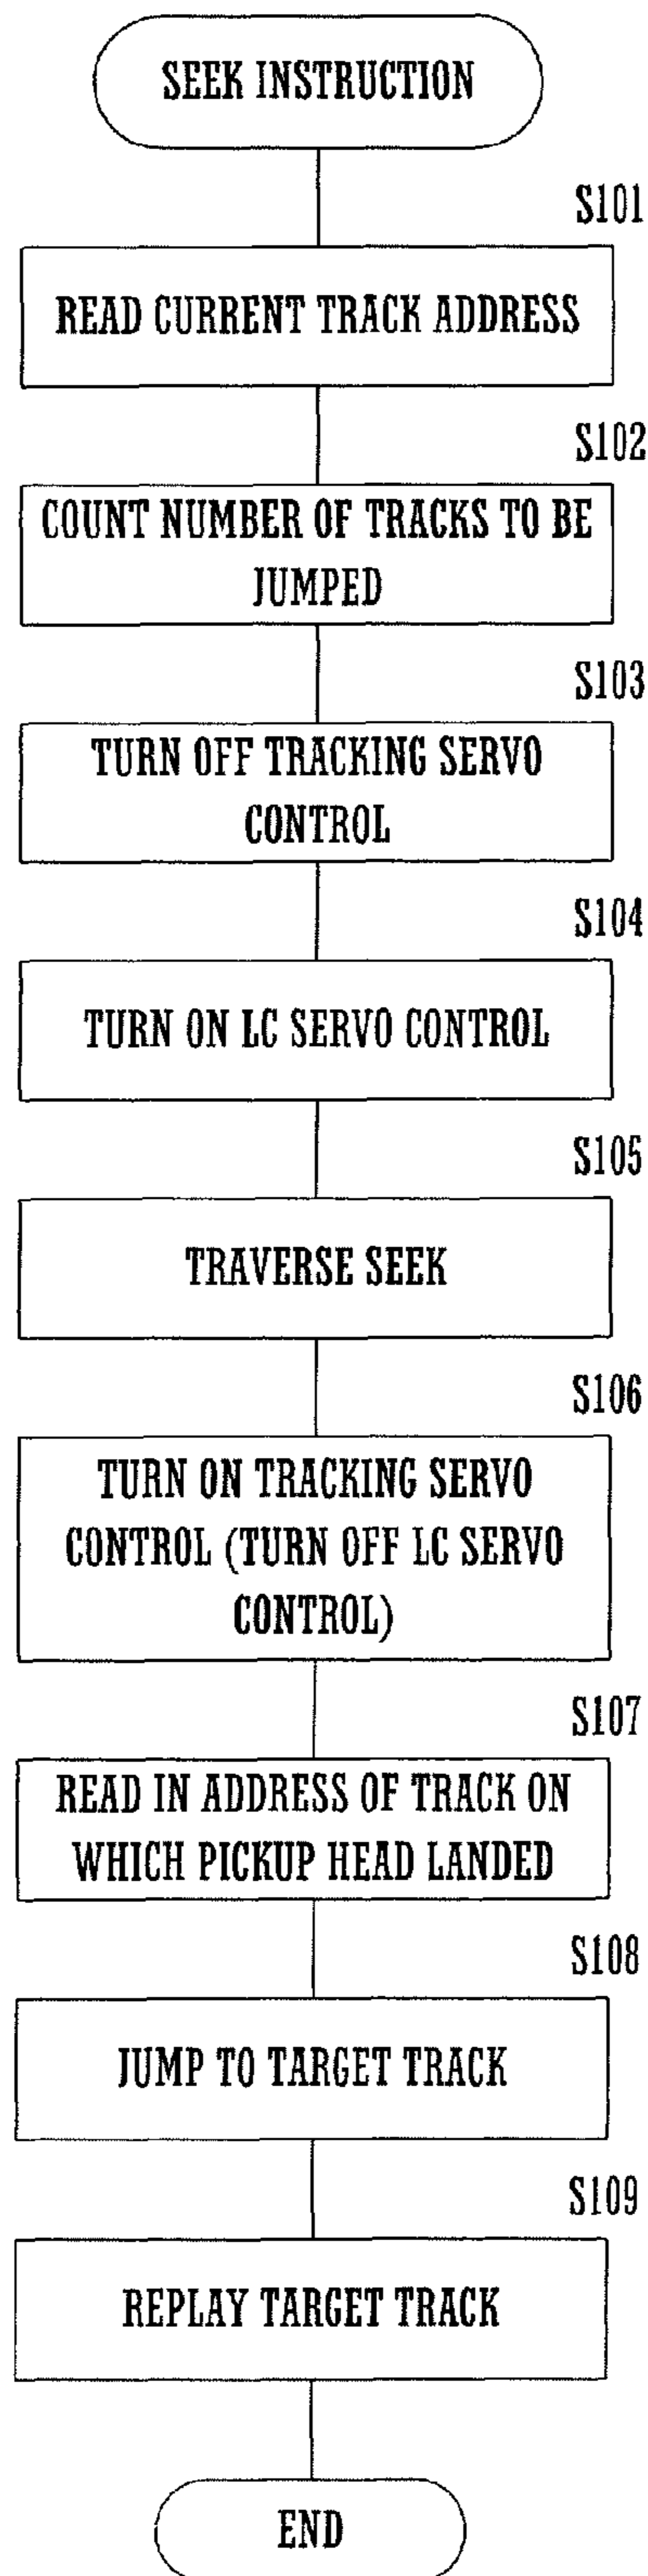 SEEK INSTRUCTION
S101
READ CURRENT TRACK ADDRESS
S102
COUNT NUMBER OF TRACKS TO BE
JUMPED
S103
TURN OFF TRACKING SERVO
CONTROL
S104
TURN ON LC SERVO CONTROL
S105
TRAVERSE SEEK
S106
TURN ON TRACKING SERVO
CONTROL (TURN OFF LC SERVO
CONTROL)
S107
READ IN ADDRESS OF TRACK ON
WHICH PICKUP HEAD LANDED
S108
JUMP TO TARGET TRACK
S109
REPLAY TARGET TRACK
END